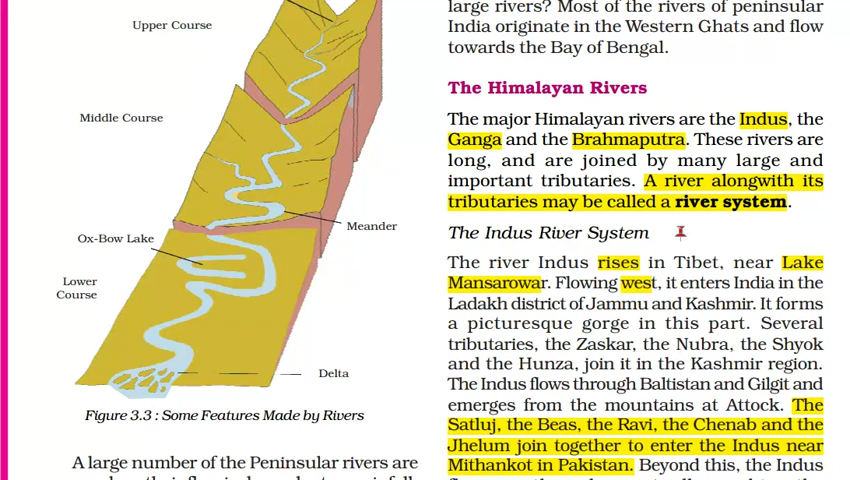 Upper Course
Middle Course
Meander
Ox-Bow Lake
Lower
Course
Delta
Figure 3.3 : Some Features Made by Rivers
A large number of the Peninsular rivers are
large rivers? Most of the rivers of peninsular
India originate in the Western Ghats and flow
towards the Bay of Bengal.
The Himalayan Rivers
The major Himalayan rivers are the Indus, the
Ganga and the Brahmaputra. These rivers are
long, and are joined by many large and
important tributaries. A river alongwith its
tributaries may be called a river system.
The Indus River System
The river Indus rises in Tibet, near Lake
Mansarowar. Flowing west, it enters India in the
Ladakh district of Jammu and Kashmir. It forms
a picturesque gorge in this part. Several
tributaries, the Zaskar, the Nubra, the Shyok
and the Hunza, join it in the Kashmir region.
The Indus flows through Baltistan and Gilgit and
emerges from the mountains at Attock. The
Satluj, the Beas, the Ravi, the Chenab and the
Jhelum join together to enter the Indus near
Mithankot in Pakistan. Beyond this, the Indus